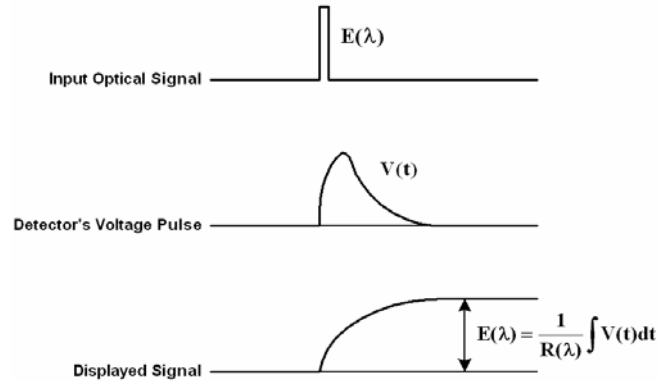 E(λ)
Input Optical Signal
V(t)
Detector's Voltage Pulse
E(λ) = 1/R(λ) ∫ V(t)dt
Displayed Signal